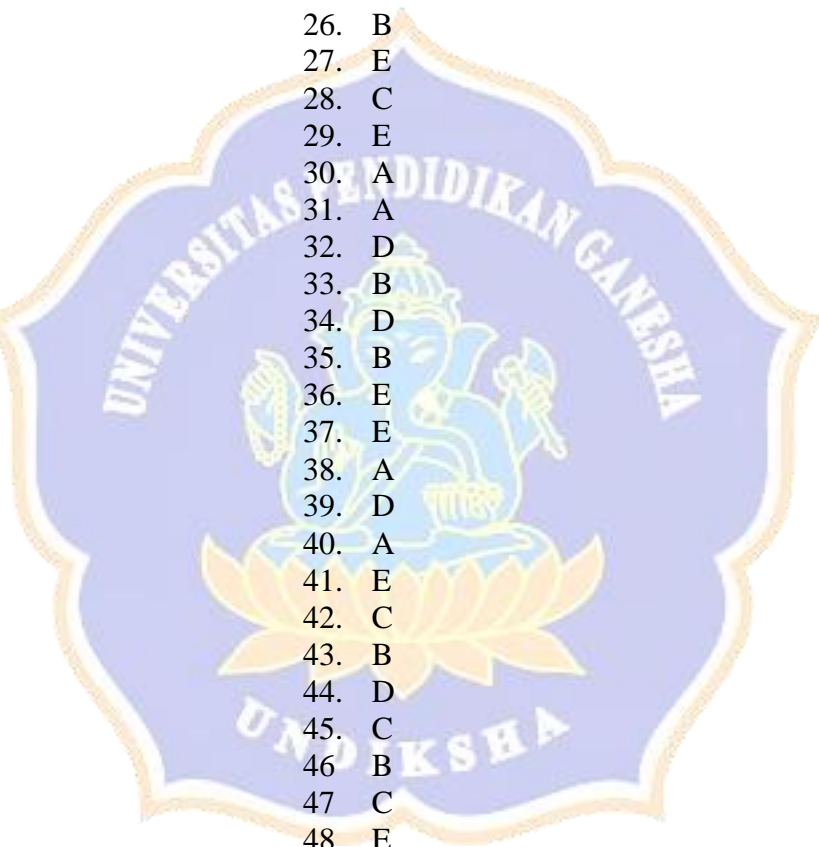 26. B
27. E
28. C
29. E
30. A
31. A
32. D
33. B
34. D
35. B
36. E
37. E
38. A
39. D
40. A
41. E
42. C
43. B
44. D
45. C
46 B
47 C
48 E
UNIVERSITAS PENDIDIKAN GANESHA
UNDIKSHA